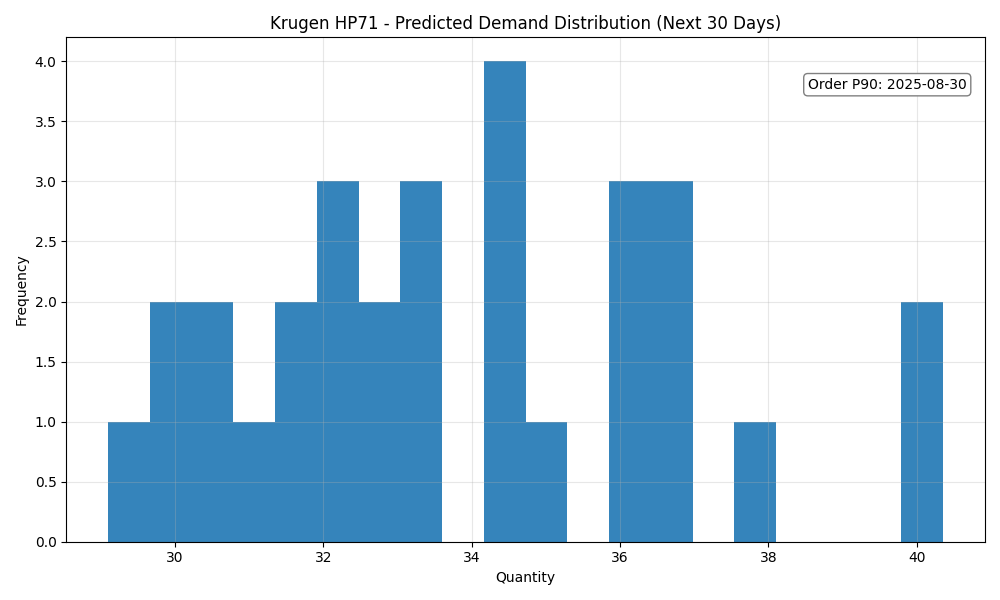 Krugen HP71 - Predicted Demand Distribution (Next 30 Days)
Order P90: 2025-08-30
Frequency
4.0
3.5
3.0
2.5
2.0
1.5
1.0
0.5
0.0
30 32 34 36 38 40
Quantity